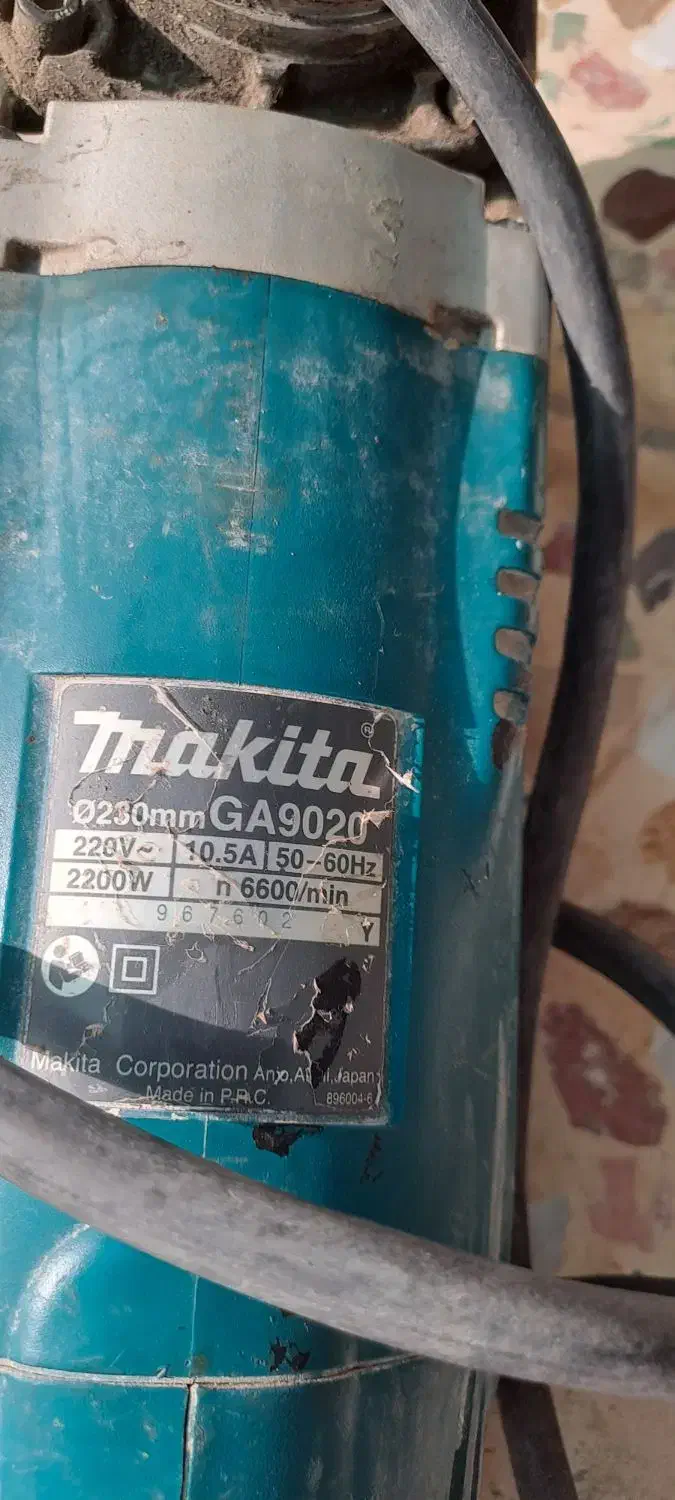 makita®
Ø230mm GA9020
220V~ 10.5A 50-60Hz
2200W n 6600/min
967602 Y
Makita Corporation Anjo, Aichi, Japan
Made in P.R.C. 896004-6